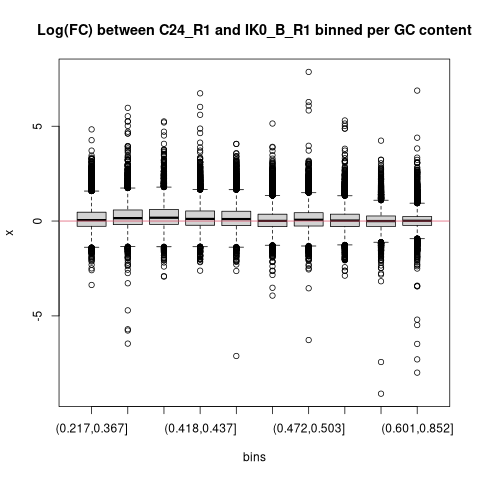 Log(FC) between C24_R1 and IK0_B_R1 binned per GC content
5
0
-5
x
(0.217,0.367]
(0.418,0.437]
(0.472,0.503]
(0.601,0.852]
bins